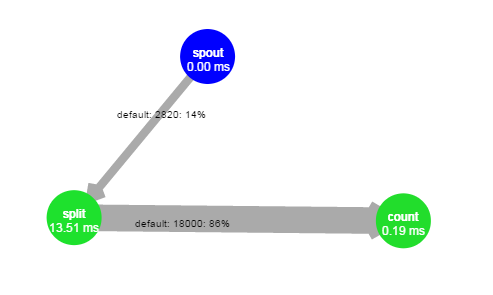 spout
0.00 ms
default: 2820: 14%
split
13.51 ms
default: 18000: 86%
count
0.19 ms